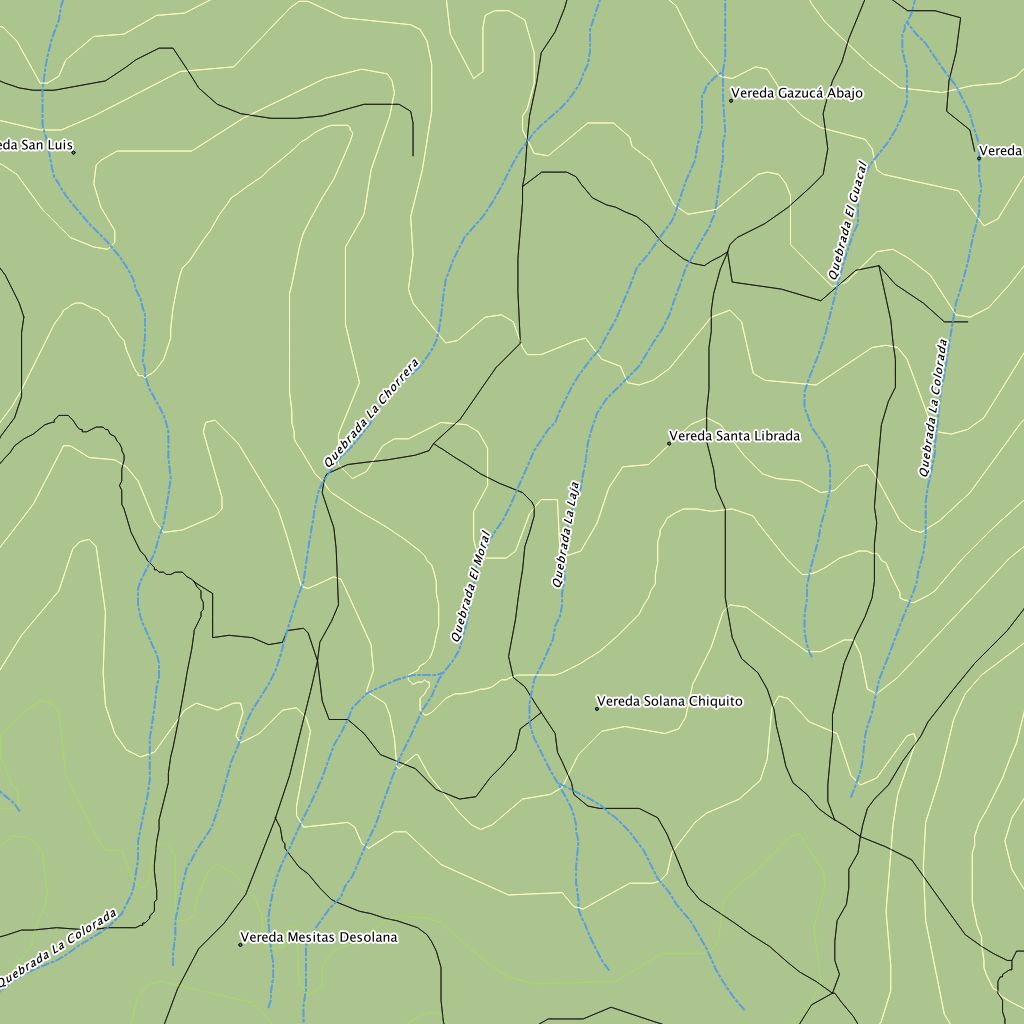 Vereda Gazucá Abajo
eda San Luis
Vereda
Quebrada El Guacal
Quebrada La Chorrera
Quebrada La Colorada
Vereda Santa Librada
Quebrada La Laja
Quebrada El Moral
Vereda Solana Chiquito
Vereda Mesitas Desolana
Quebrada La Colorada